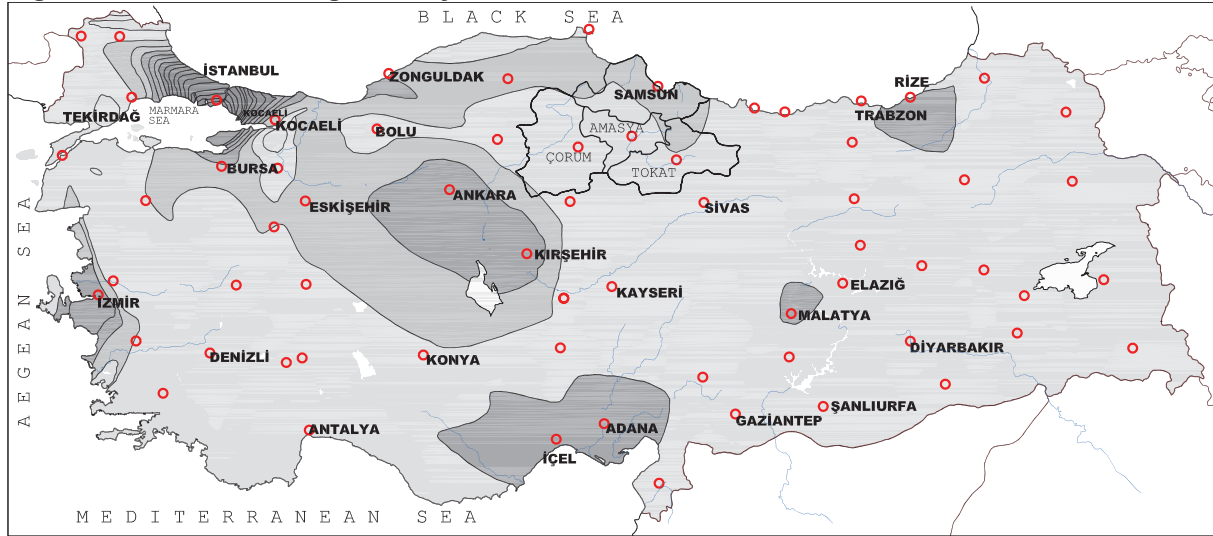 BLACK SEA
ZONGULDAK
İSTANBUL
RİZE
SAMSUN
TRABZON
MARMARA
SEA
TEKİRDAĞ
KOCAELİ
KOCAELİ
BOLU
AMASYA
ÇORUM
TOKAT
BURSA
ANKARA
ESKİŞEHİR
SİVAS
AEGEAN SEA
KIRŞEHİR
KAYSERİ
ELAZIĞ
İZMİR
MALATYA
DENİZLİ
KONYA
DİYARBAKIR
ŞANLIURFA
GAZİANTEP
ANTALYA
ADANA
İÇEL
MEDITERRANEAN SEA